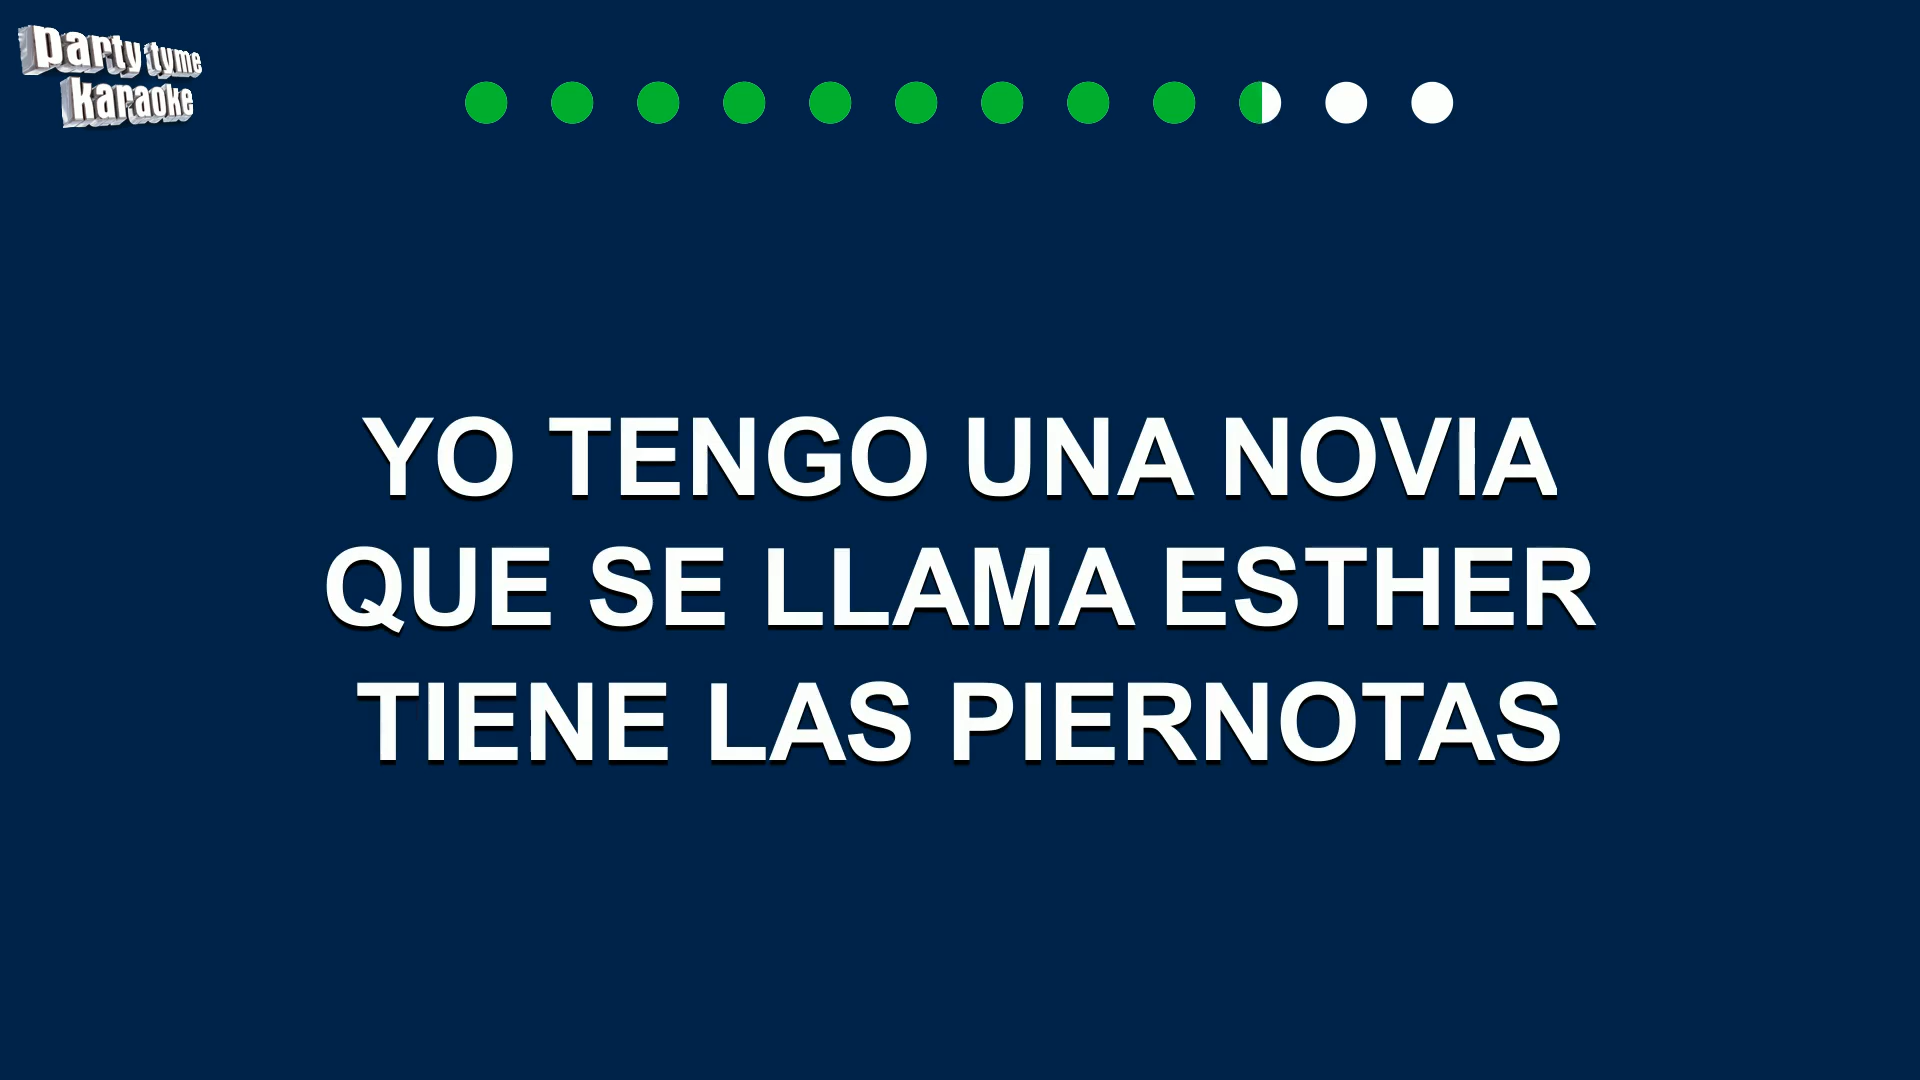 party tyme
karaoke
YO TENGO UNA NOVIA
QUE SE LLAMA ESTHER
TIENE LAS PIERNOTAS